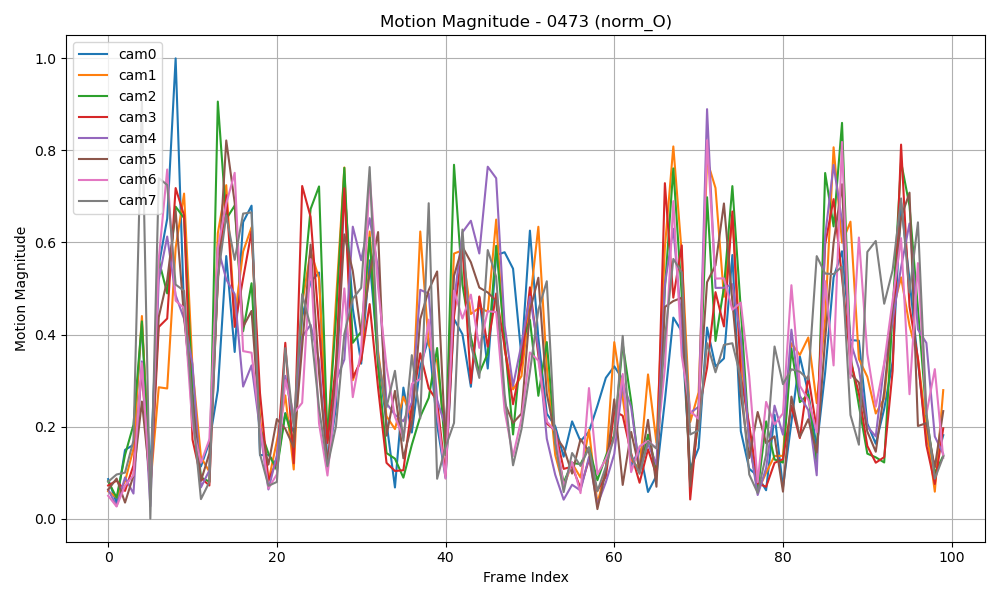 Motion Magnitude - 0473 (norm_O)
Motion Magnitude
1.0
0.8
0.6
0.4
0.2
0.0
cam0
cam1
cam2
cam3
cam4
cam5
cam6
cam7
0 20 40 60 80 100
Frame Index